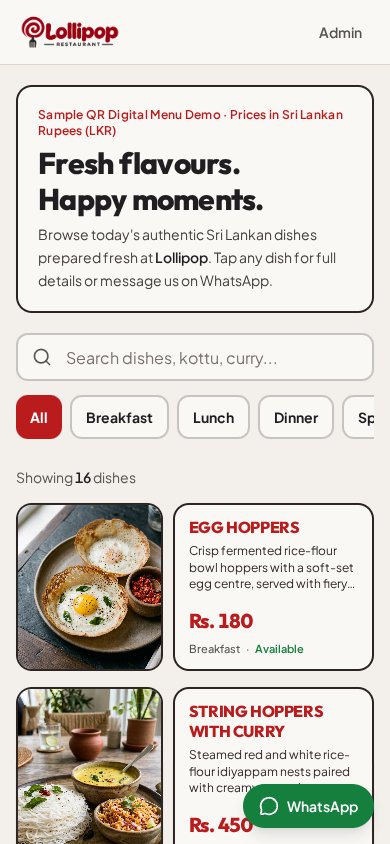 Lollipop
RESTAURANT
Admin
Sample QR Digital Menu Demo · Prices in Sri Lankan
Rupees (LKR)
Fresh flavours.
Happy moments.
Browse today's authentic Sri Lankan dishes
prepared fresh at Lollipop. Tap any dish for full
details or message us on WhatsApp.
Search dishes, kottu, curry...
All
Breakfast
Lunch
Dinner
Sp
Showing 16 dishes
EGG HOPPERS
Crisp fermented rice-flour
bowl hoppers with a soft-set
egg centre, served with fiery…
Rs. 180
Breakfast · Available
STRING HOPPERS
WITH CURRY
Steamed red and white rice-
flour idiyappam nests paired
with
Rs. 450
WhatsApp